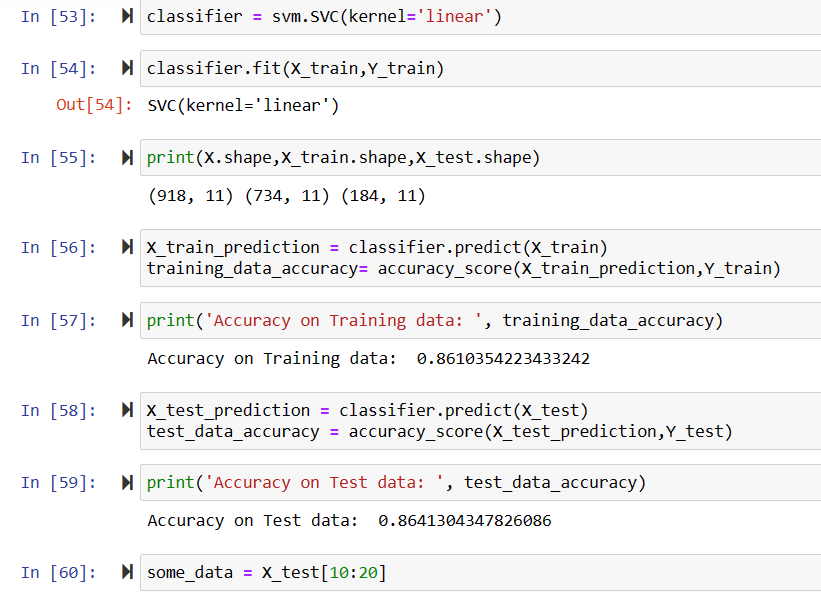 In [53]: classifier = svm.SVC(kernel='linear')
In [54]: classifier.fit(X_train,Y_train)
Out[54]: SVC(kernel='linear')
In [55]: print(X.shape,X_train.shape,X_test.shape)
(918, 11) (734, 11) (184, 11)
In [56]: X_train_prediction = classifier.predict(X_train)
training_data_accuracy= accuracy_score(X_train_prediction,Y_train)
In [57]: print('Accuracy on Training data: ', training_data_accuracy)
Accuracy on Training data:  0.8610354223433242
In [58]: X_test_prediction = classifier.predict(X_test)
test_data_accuracy = accuracy_score(X_test_prediction,Y_test)
In [59]: print('Accuracy on Test data: ', test_data_accuracy)
Accuracy on Test data:  0.8641304347826086
In [60]: some_data = X_test[10:20]